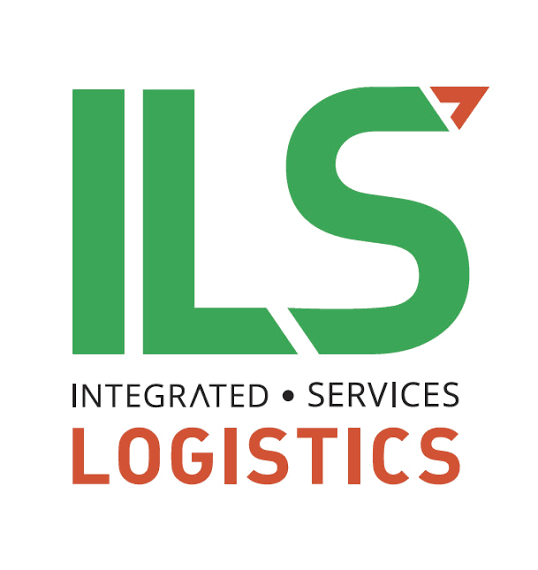 ILS
INTEGRATED • SERVICES
LOGISTICS